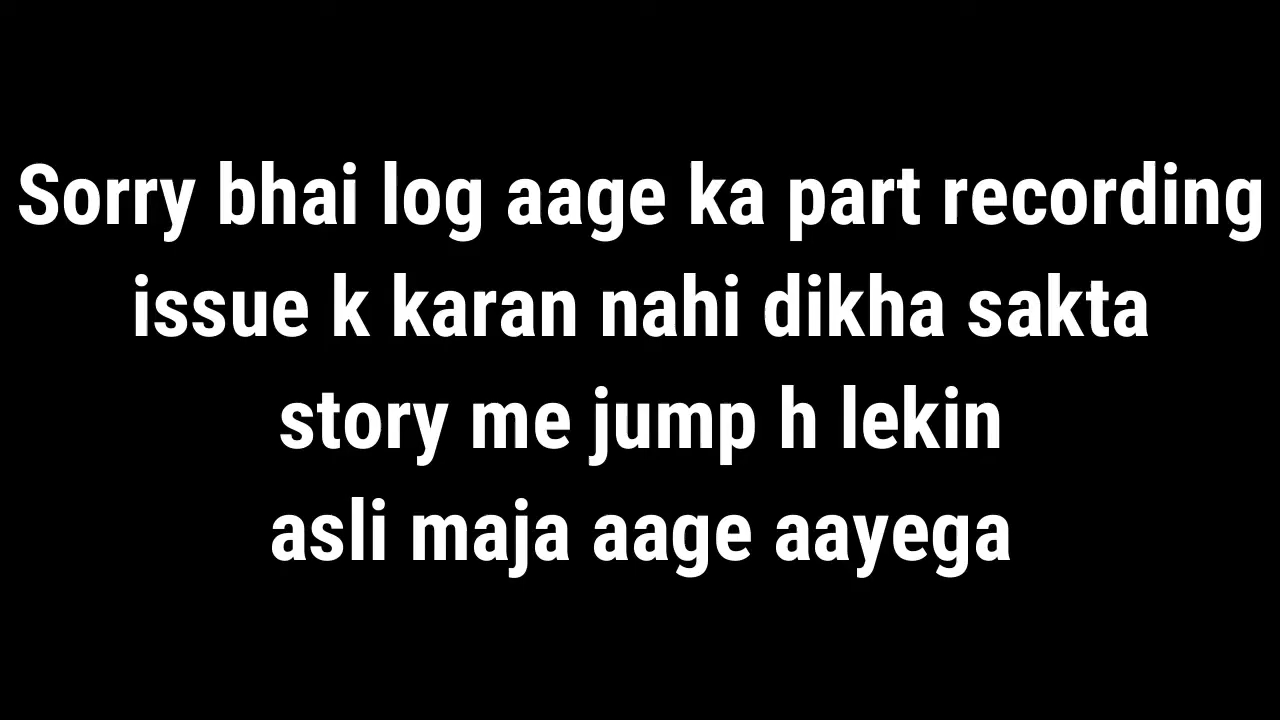 Sorry bhai log aage ka part recording
issue k karan nahi dikha sakta
story me jump h lekin
asli maja aage aayega